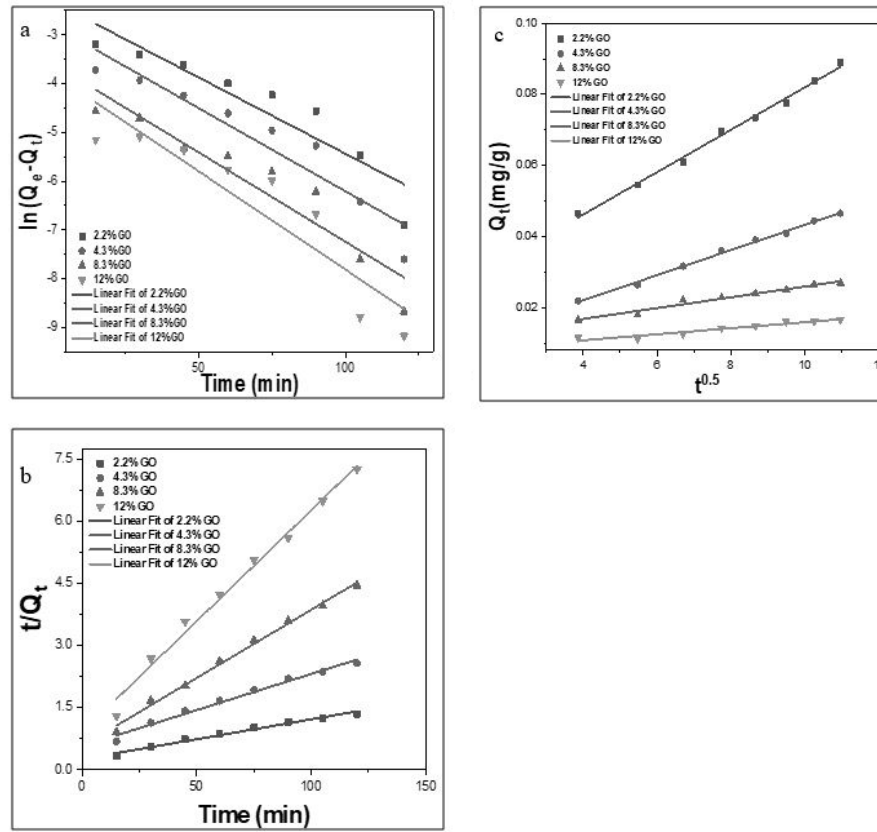 a
-3
-4
-5
-6
-7
-8
-9
ln (Qe-Qt)
2.2% GO
4.3% GO
8.3% GO
12% GO
Linear Fit of 2.2%GO
Linear Fit of 4.3%GO
Linear Fit of 8.3%GO
Linear Fit of 12%GO
50
100
Time (min)
c
0.10
0.08
0.06
0.04
0.02
Qt(mg/g)
2.2% GO
4.3% GO
8.3% GO
12% GO
Linear Fit of 2.2% GO
Linear Fit of 4.3% GO
Linear Fit of 8.3% GO
Linear Fit of 12% GO
4
6
8
10
t0.5
b
7.5
6.0
4.5
3.0
1.5
0.0
t/Qt
2.2% GO
4.3% GO
8.3% GO
12% GO
Linear Fit of 2.2% GO
Linear Fit of 4.3% GO
Linear Fit of 8.3% GO
Linear Fit of 12% GO
0
50
100
150
Time (min)